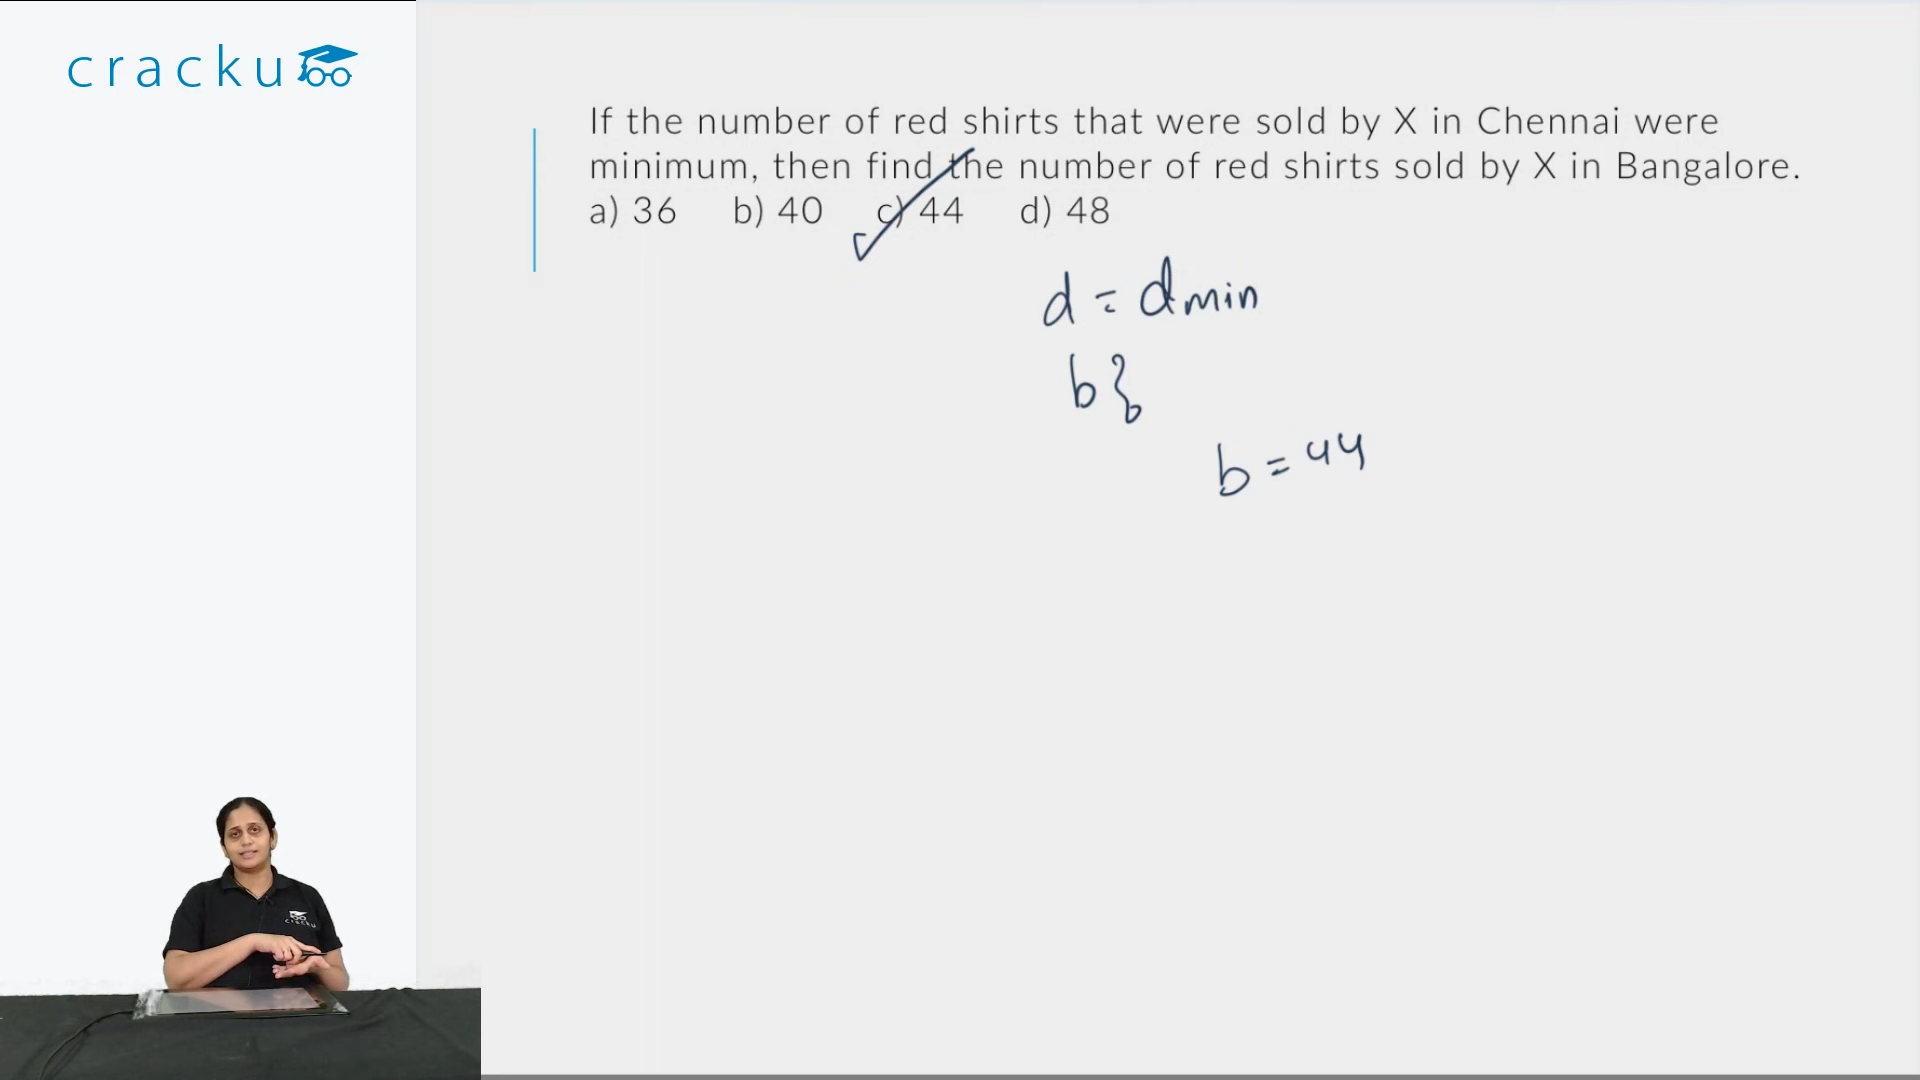 cracku
If the number of red shirts that were sold by X in Chennai were
minimum, then find the number of red shirts sold by X in Bangalore.
a) 36 b) 40 c) 44 d) 48
d = dmin
b
b = 44
cracku